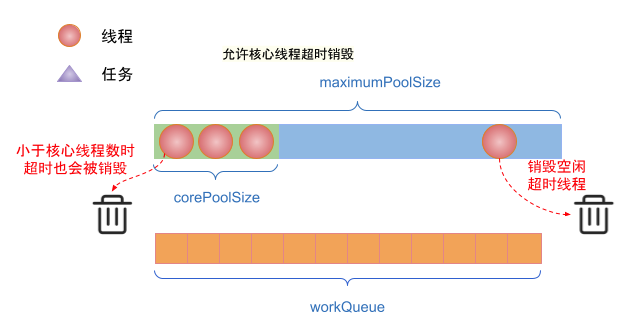 线程
任务
允许核心线程超时销毁
maximumPoolSize
小于核心线程数时
超时也会被销毁
销毁空闲
超时线程
corePoolSize
workQueue